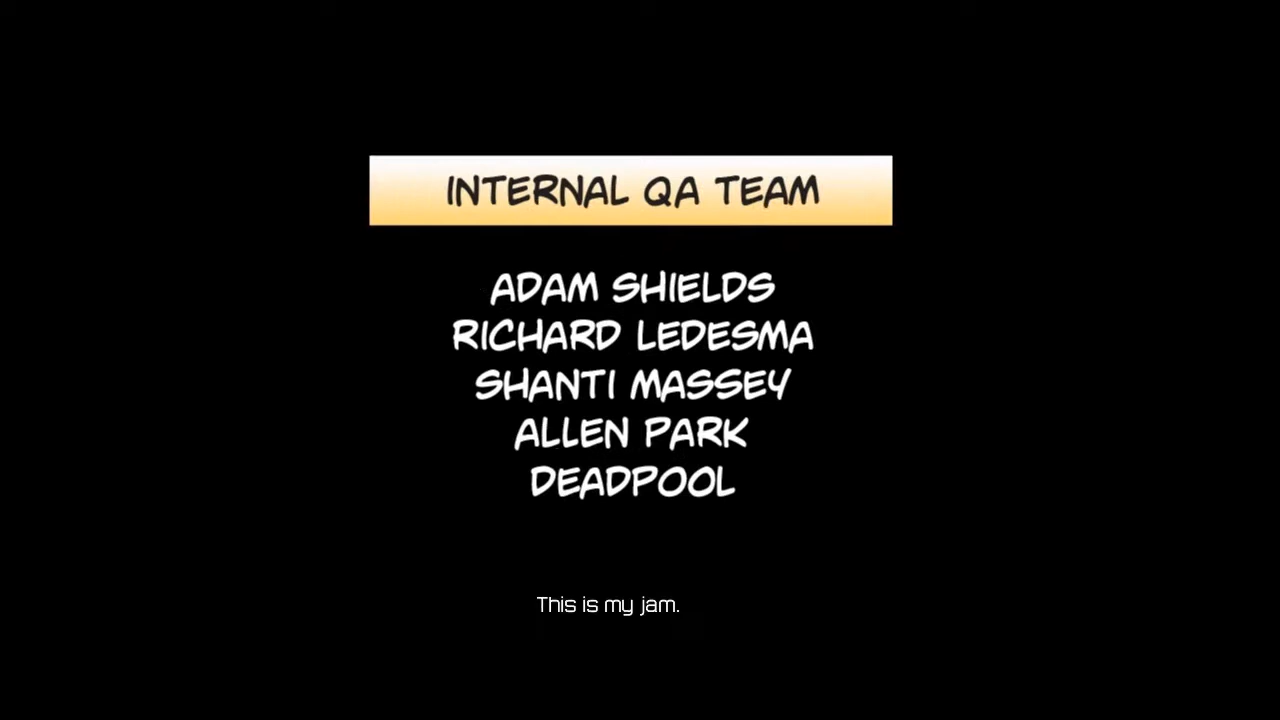 INTERNAL QA TEAM
ADAM SHIELDS
RICHARD LEDESMA
SHANTI MASSEY
ALLEN PARK
DEADPOOL
This is my jam.